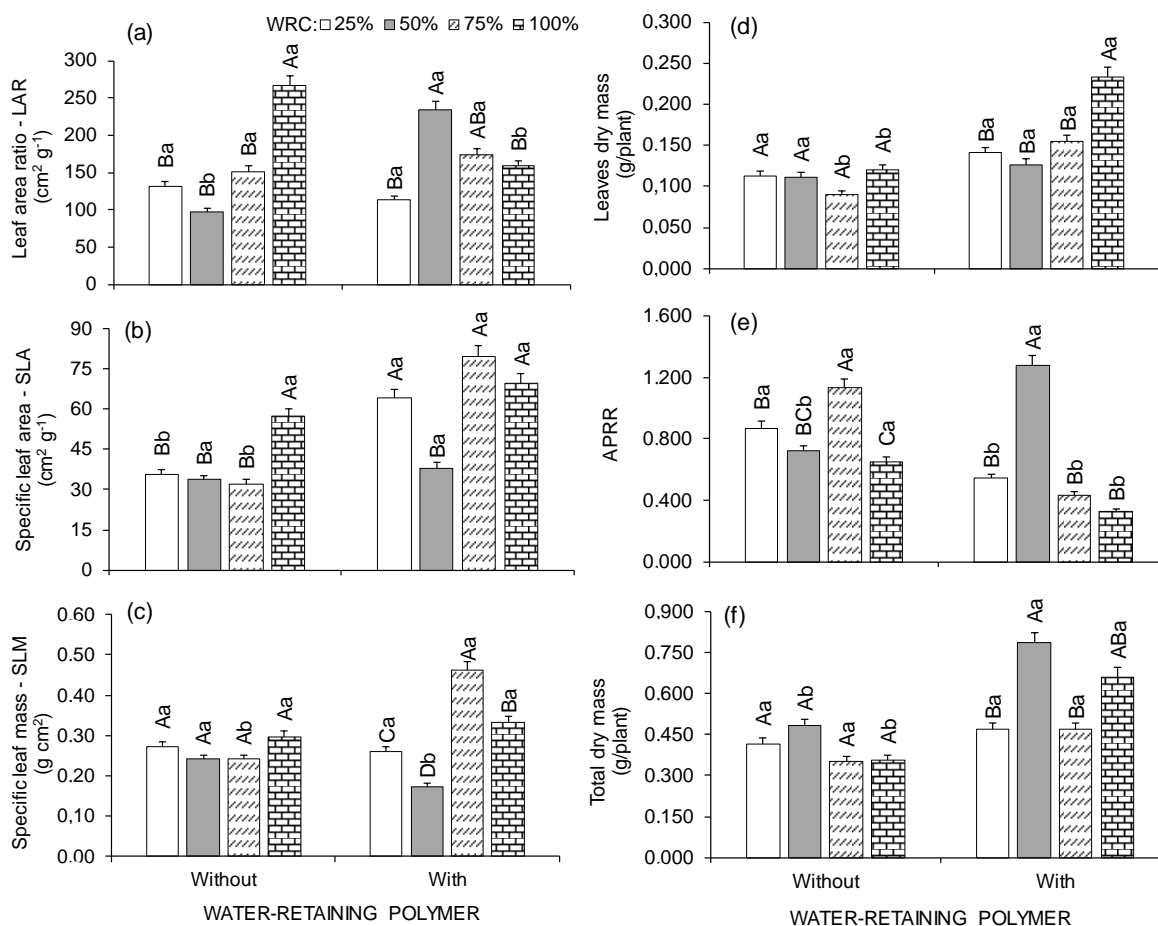 WRC: 25% 50% 75% 100%
(a)
Leaf area ratio - LAR
(cm² g⁻¹)
300
250
200
150
100
50
0
Ba Bb Ba Aa Ba Aa ABa Bb
(b)
Specific leaf area - SLA
(cm² g⁻¹)
90
75
60
45
30
15
0
Bb Ba Bb Aa Aa Ba Aa Aa
(c)
Specific leaf mass - SLM
(g cm²)
0.60
0.50
0.40
0.30
0.20
0.10
0.00
Aa Aa Ab Aa Ca Db Aa Ba
Without With
WATER-RETAINING POLYMER
(d)
Leaves dry mass
(g/plant)
0.300
0.250
0,200
0,150
0,100
0,050
0,000
Aa Aa Ab Ab Ba Ba Ba Aa
(e)
APRR
1.600
1.200
0.800
0.400
0.000
Ba BCb Aa Ca Bb Aa Bb Bb
(f)
Total dry mass
(g/plant)
0.900
0.750
0.600
0.450
0.300
0.150
0.000
Aa Ab Aa Ab Ba Aa Ba ABa
Without With
WATER-RETAINING POLYMER